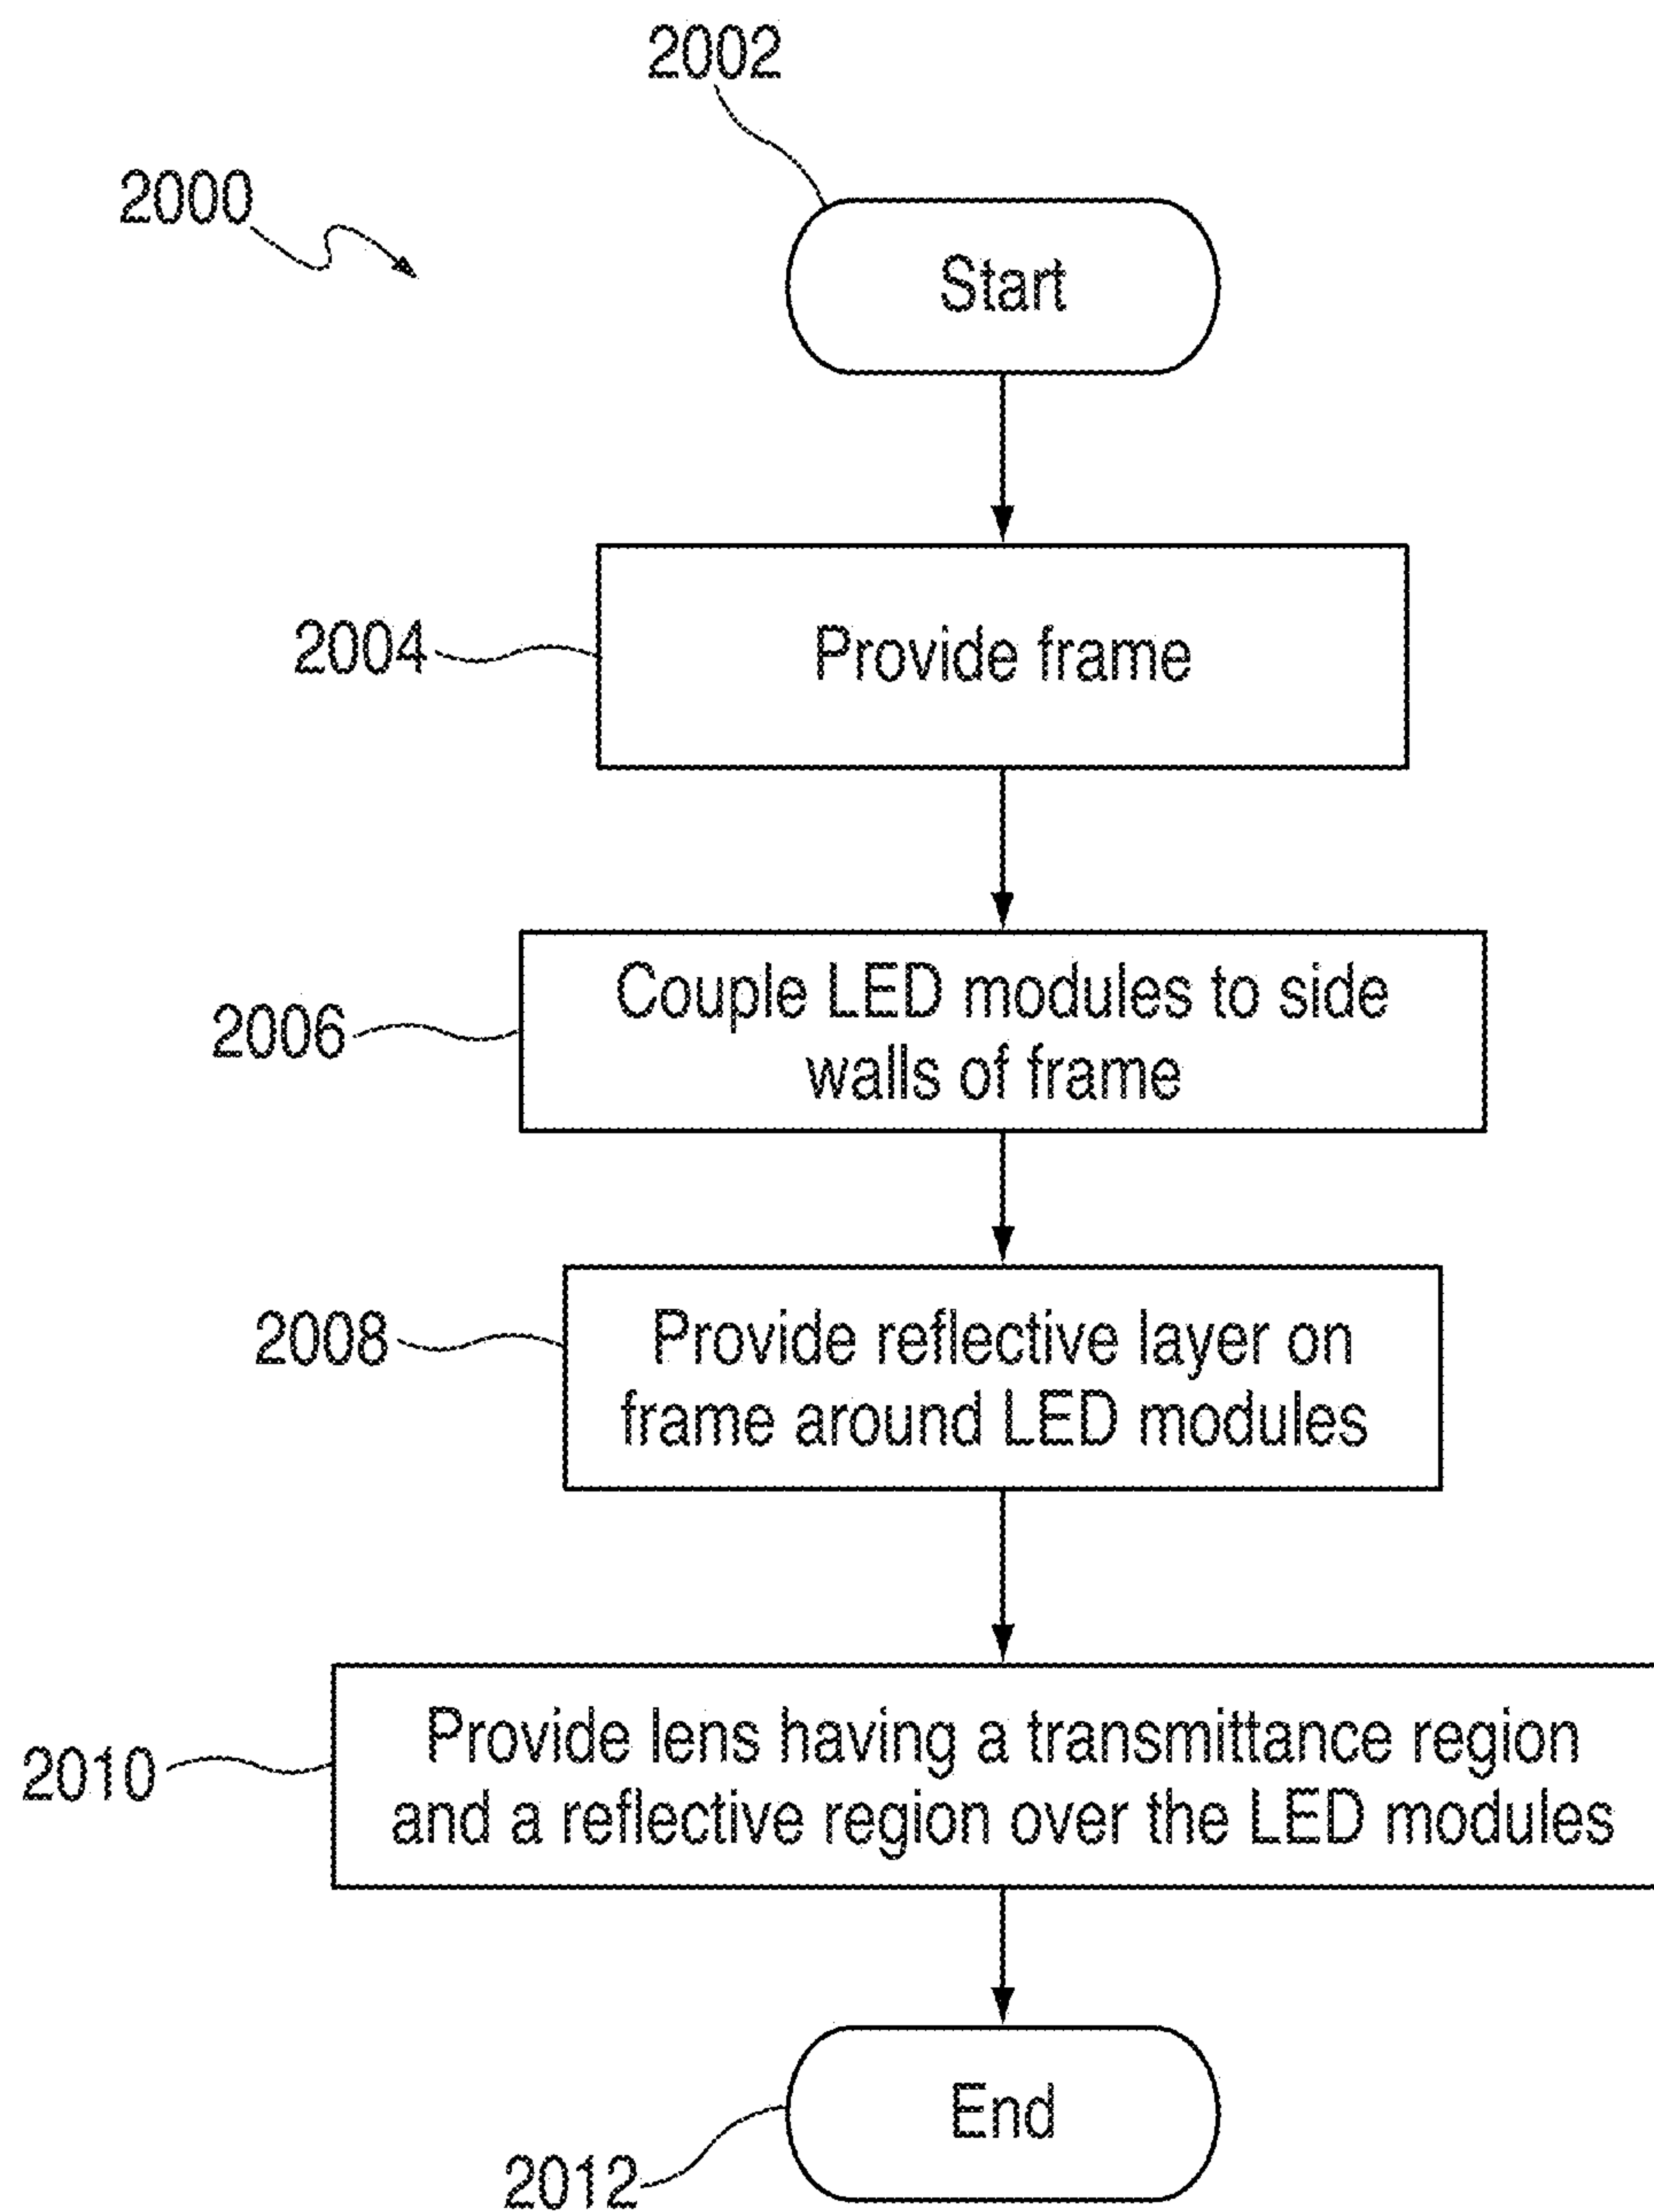 2002
2000
Start
2004
Provide frame
2006
Couple LED modules to side
walls of frame
2008
Provide reflective layer on
frame around LED modules
2010
Provide lens having a transmittance region
and a reflective region over the LED modules
End
2012